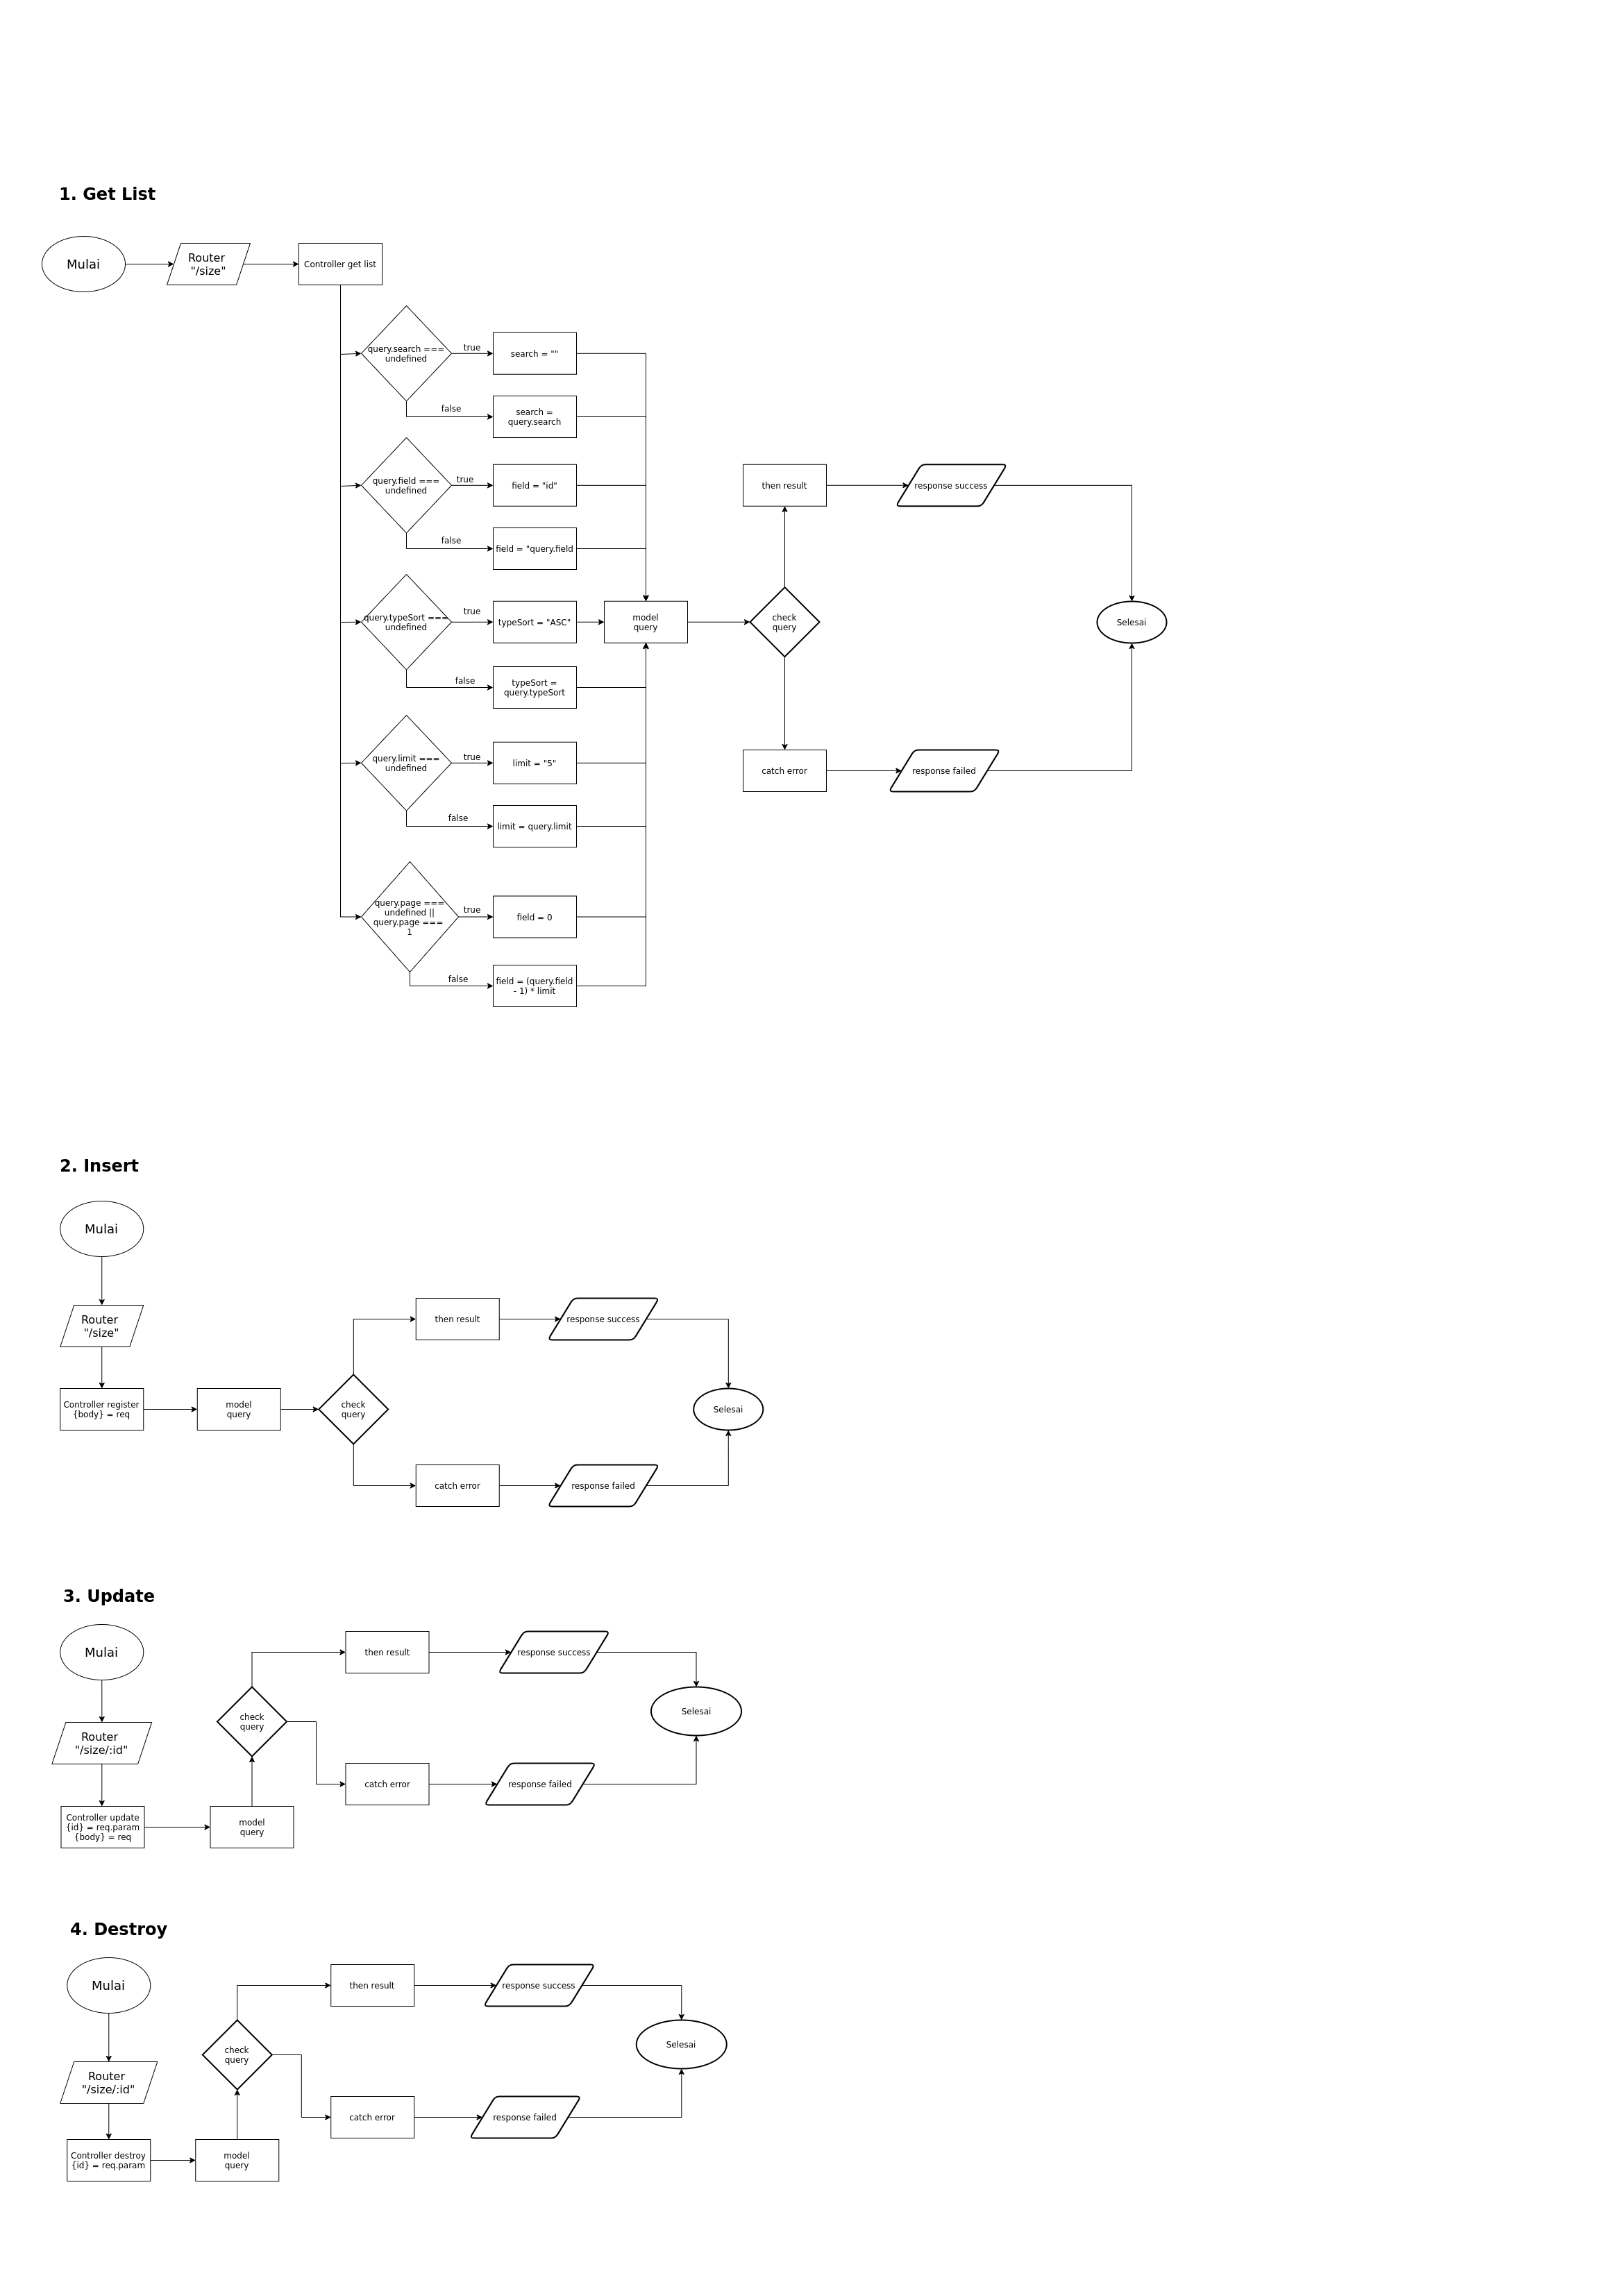 1. Get List
Mulai
Router
"/size"
Controller get list
query.search ===
undefined
true
search = ""
false
search =
query.search
query.field ===
undefined
true
field = "id"
false
field = "query.field
query.typeSort ===
undefined
true
typeSort = "ASC"
false
typeSort =
query.typeSort
query.limit ===
undefined
true
limit = "5"
false
limit = query.limit
query.page ===
undefined ||
query.page ===
1
true
field = 0
false
field = (query.field
- 1) * limit
model
query
check
query
then result
response success
catch error
response failed
Selesai
2. Insert
Mulai
Router
"/size"
Controller register
{body} = req
model
query
check
query
then result
response success
catch error
response failed
Selesai
3. Update
Mulai
Router
"/size/:id"
Controller update
{id} = req.param
{body} = req
model
query
check
query
then result
response success
catch error
response failed
Selesai
4. Destroy
Mulai
Router
"/size/:id"
Controller destroy
{id} = req.param
model
query
check
query
then result
response success
catch error
response failed
Selesai